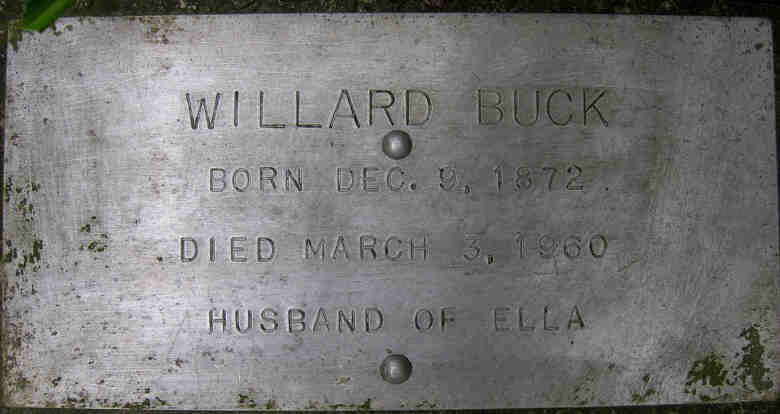 WILLARD BUCK
BORN DEC. 9, 1872.
DIED MARCH 3, 1960
HUSBAND OF ELLA